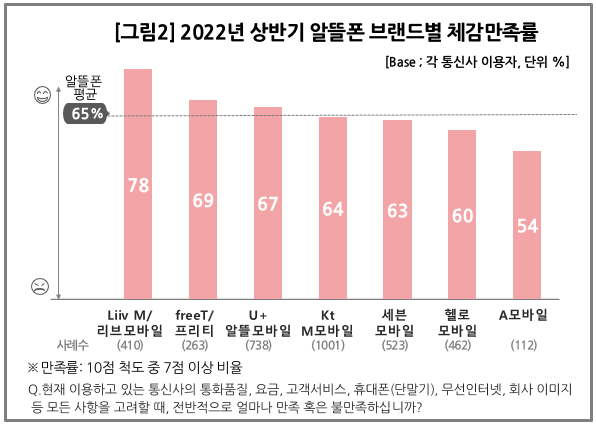 [그림2] 2022년 상반기 알뜰폰 브랜드별 체감만족률
[Base ; 각 통신사 이용자, 단위 %]
알뜰폰
평균
65%
78
69
67
64
63
60
54
Liiv M/
리브모바일
freeT/
프리티
U+
알뜰모바일
Kt
M모바일
세븐
모바일
헬로
모바일
A모바일
사례수
(410)
(263)
(738)
(1001)
(523)
(462)
(112)
※ 만족률: 10점 척도 중 7점 이상 비율
Q.현재 이용하고 있는 통신사의 통화품질, 요금, 고객서비스, 휴대폰(단말기), 무선인터넷, 회사 이미지
등 모든 사항을 고려할 때, 전반적으로 얼마나 만족 혹은 불만족하십니까?